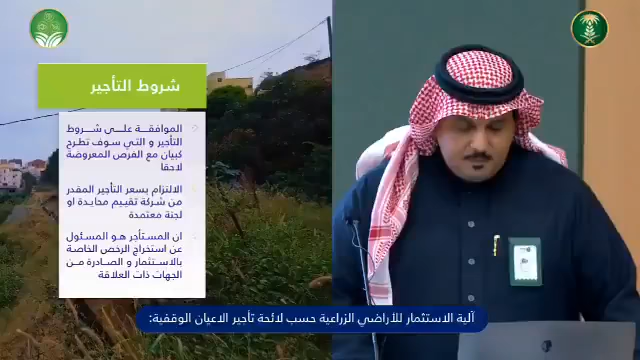 شروط التأجير
الموافقة على شروط
التأجير و التي سوف تطرح
كبيان مع الفرص المعروضة
لاحقا
الالتزام بسعر التأجير المقدر
من شركة تقييم محايدة او
لجنة معتمدة
ان المستأجر هو المسئول
عن استخراج الرخص الخاصة
بالاستثمار و الصادرة من
الجهات ذات العلاقة
آلية الاستثمار للأراضي الزراعية حسب لائحة تأجير الاعيان الوقفية: